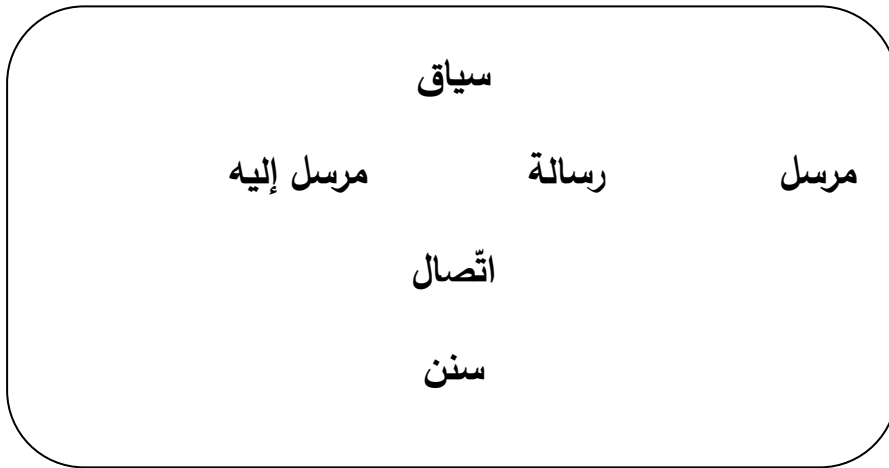 سياق
مرسل رسالة مرسل إليه
اتّصال
سنن